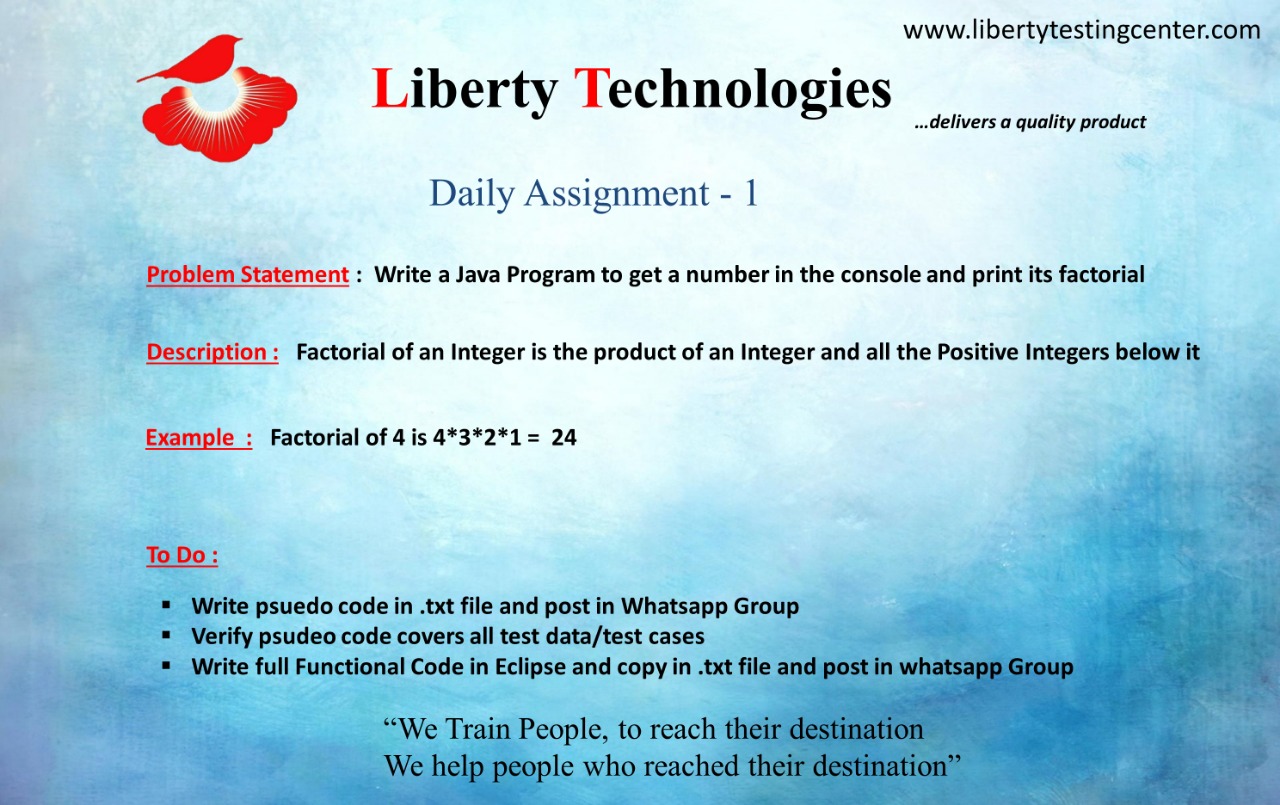 www.libertytestingcenter.com
Liberty Technologies
...delivers a quality product
Daily Assignment - 1
Problem Statement : Write a Java Program to get a number in the console and print its factorial
Description : Factorial of an Integer is the product of an Integer and all the Positive Integers below it
Example : Factorial of 4 is 4*3*2*1 = 24
To Do :
▪ Write psuedo code in .txt file and post in Whatsapp Group
▪ Verify psudeo code covers all test data/test cases
▪ Write full Functional Code in Eclipse and copy in .txt file and post in whatsapp Group
“We Train People, to reach their destination
We help people who reached their destination”